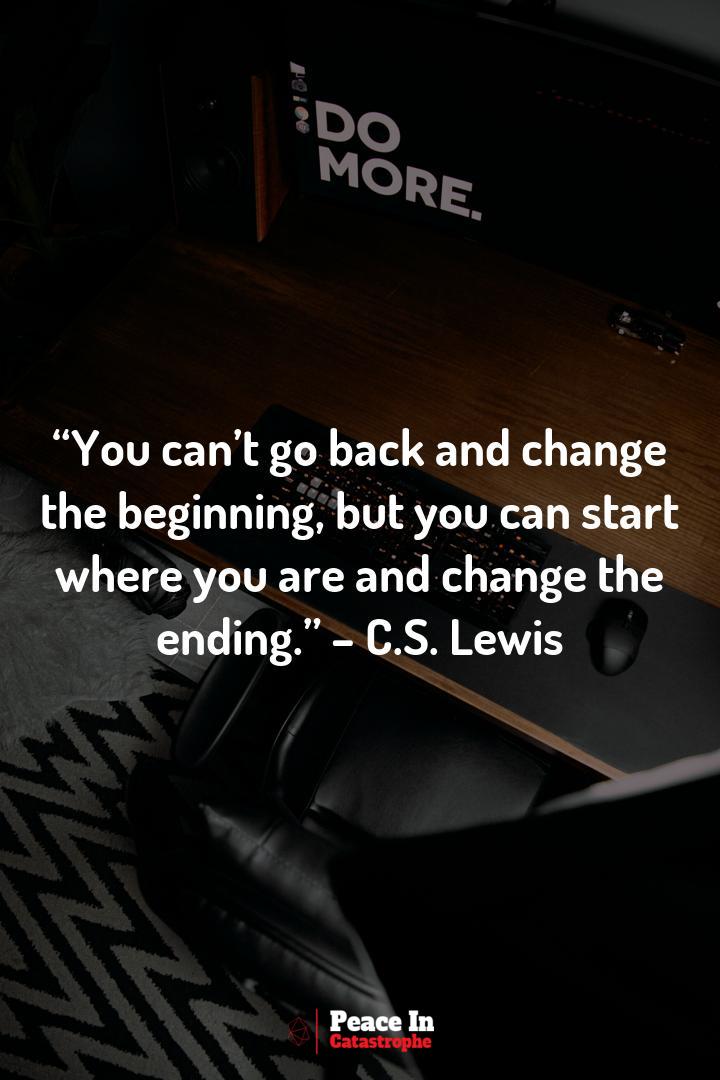 DO
MORE.
“You can’t go back and change
the beginning, but you can start
where you are and change the
ending.” – C.S. Lewis
Peace In
Catastrophe